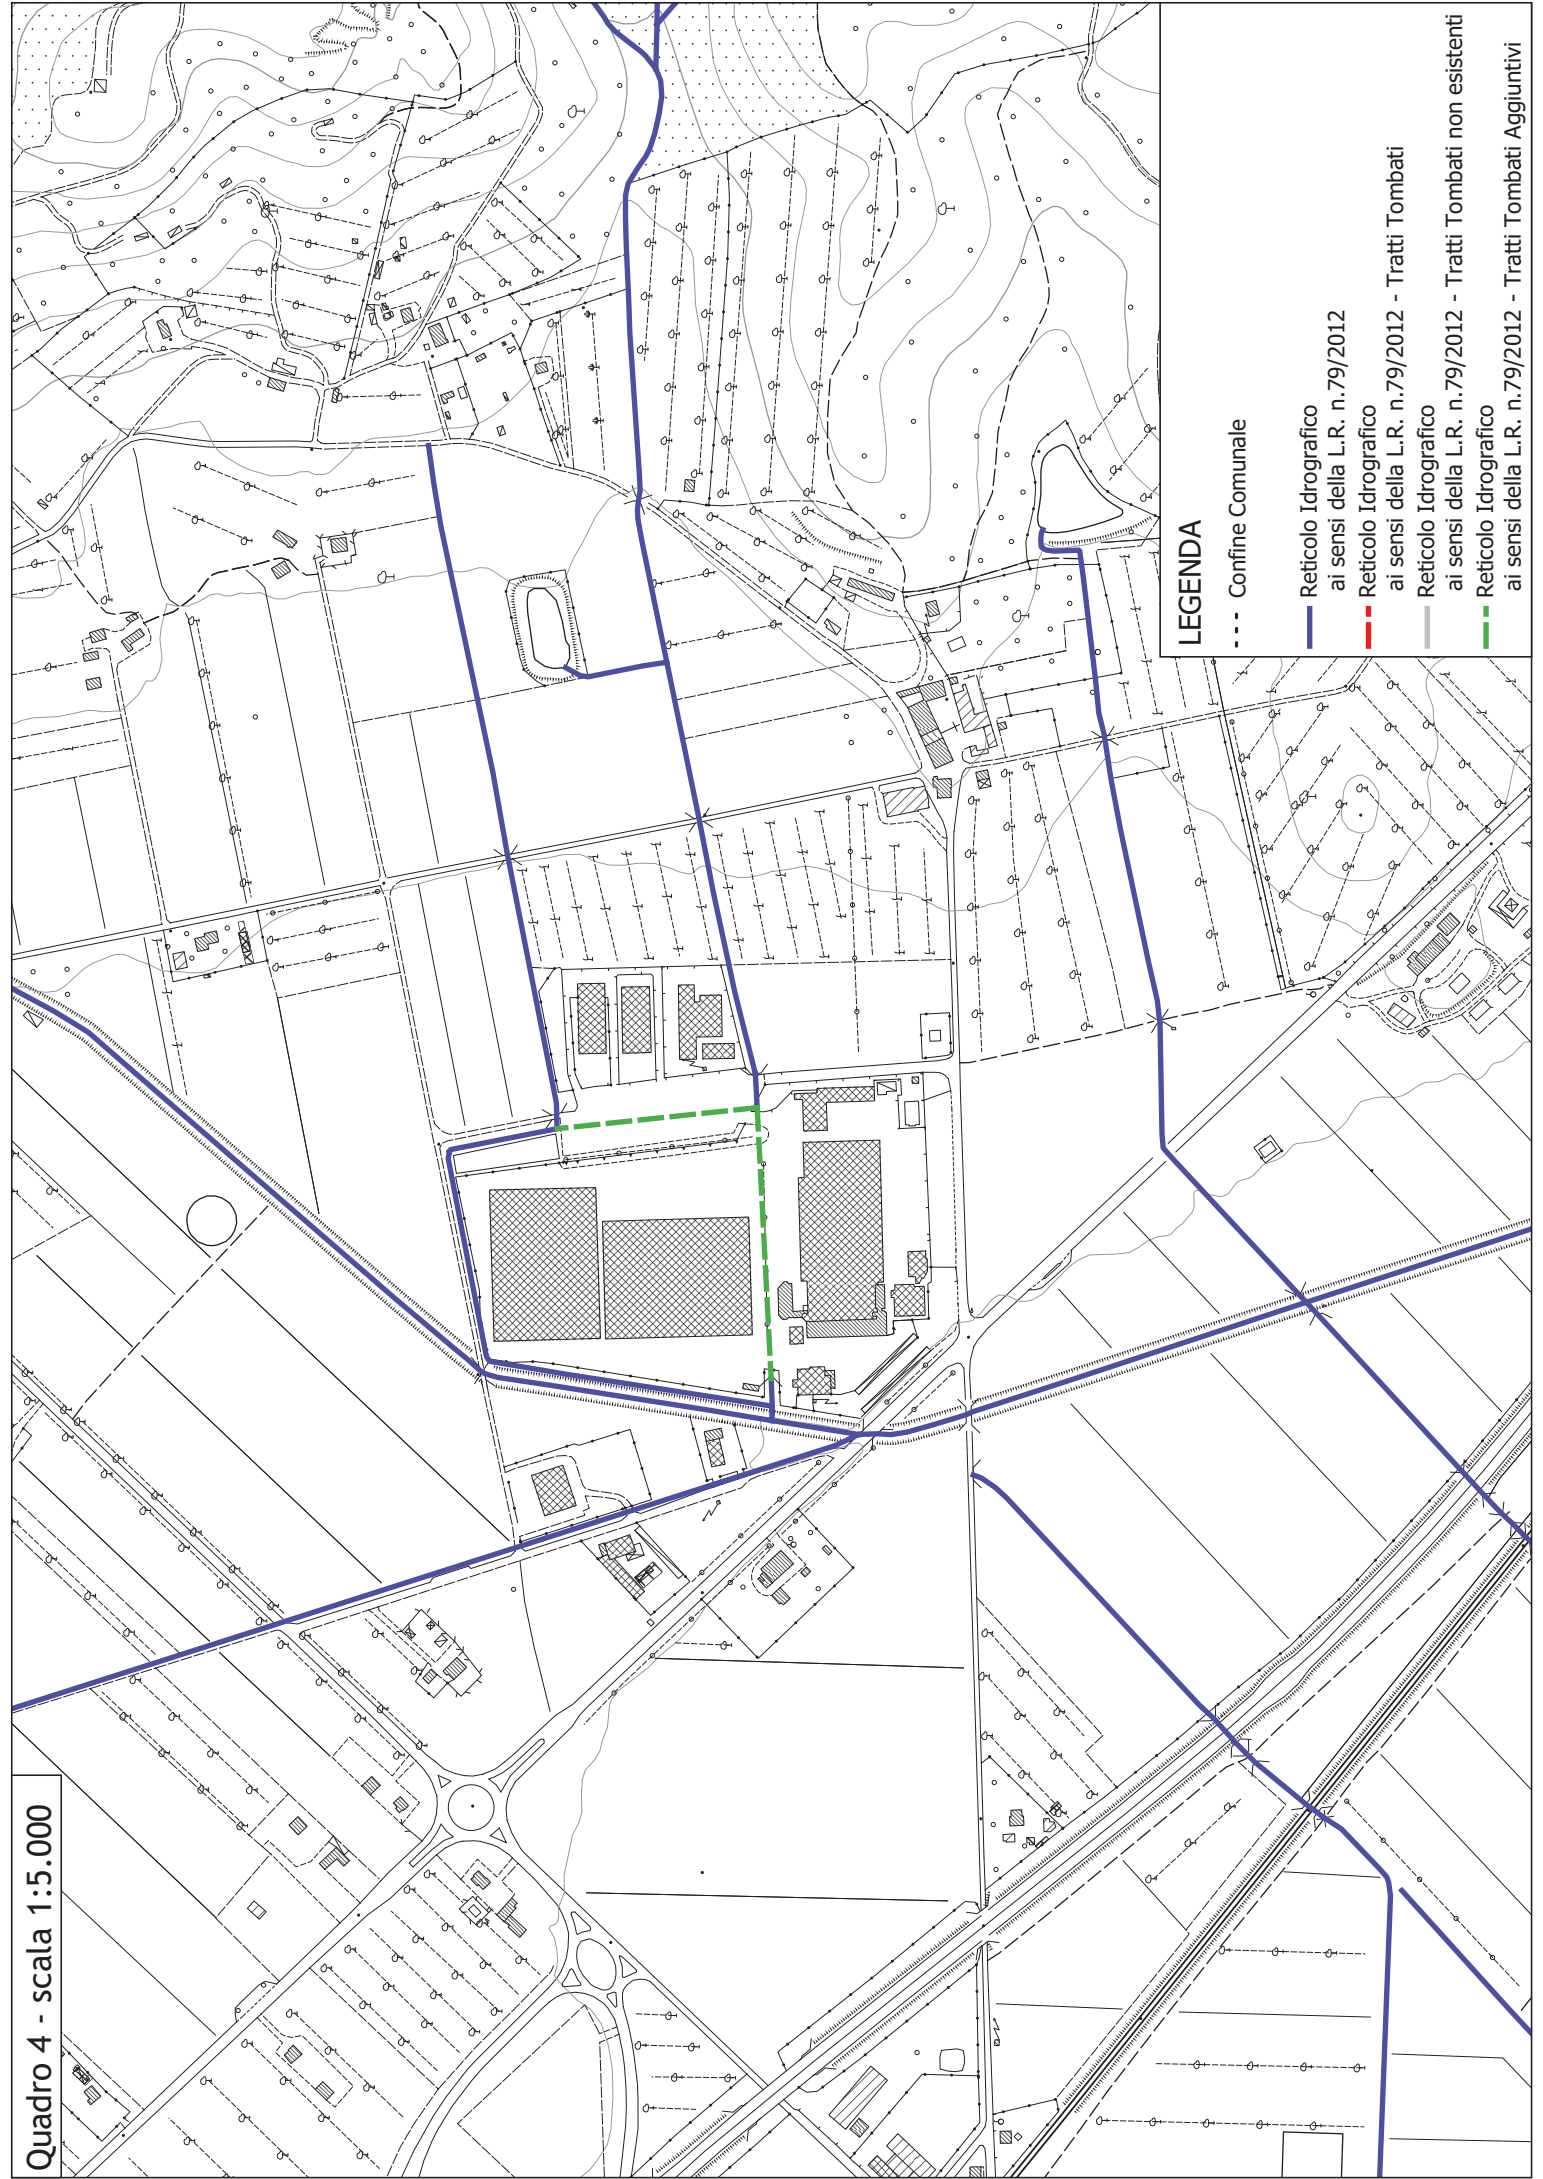 Quadro 4 - scala 1:5.000
LEGENDA
Confine Comunale
Reticolo Idrografico
ai sensi della L.R. n.79/2012
Reticolo Idrografico
ai sensi della L.R. n.79/2012 - Tratti Tombati
Reticolo Idrografico
ai sensi della L.R. n.79/2012 - Tratti Tombati non esistenti
Reticolo Idrografico
ai sensi della L.R. n.79/2012 - Tratti Tombati Aggiuntivi